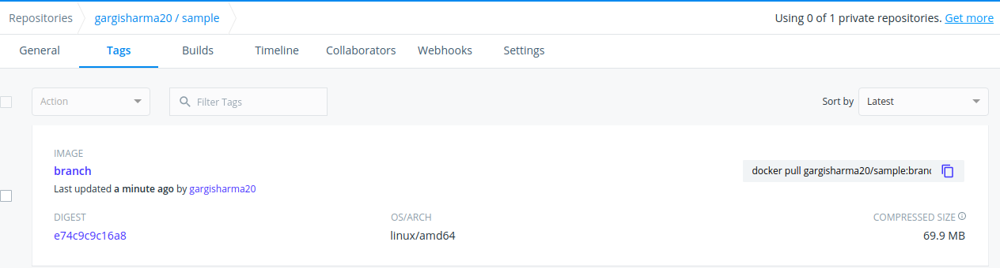 Repositories gargisharma20 / sample Using 0 of 1 private repositories. Get more
General Tags Builds Timeline Collaborators Webhooks Settings
Action Filter Tags Sort by Latest
IMAGE
branch
docker pull gargisharma20/sample:branc
Last updated a minute ago by gargisharma20
DIGEST OS/ARCH COMPRESSED SIZE
e74c9c9c16a8 linux/amd64 69.9 MB